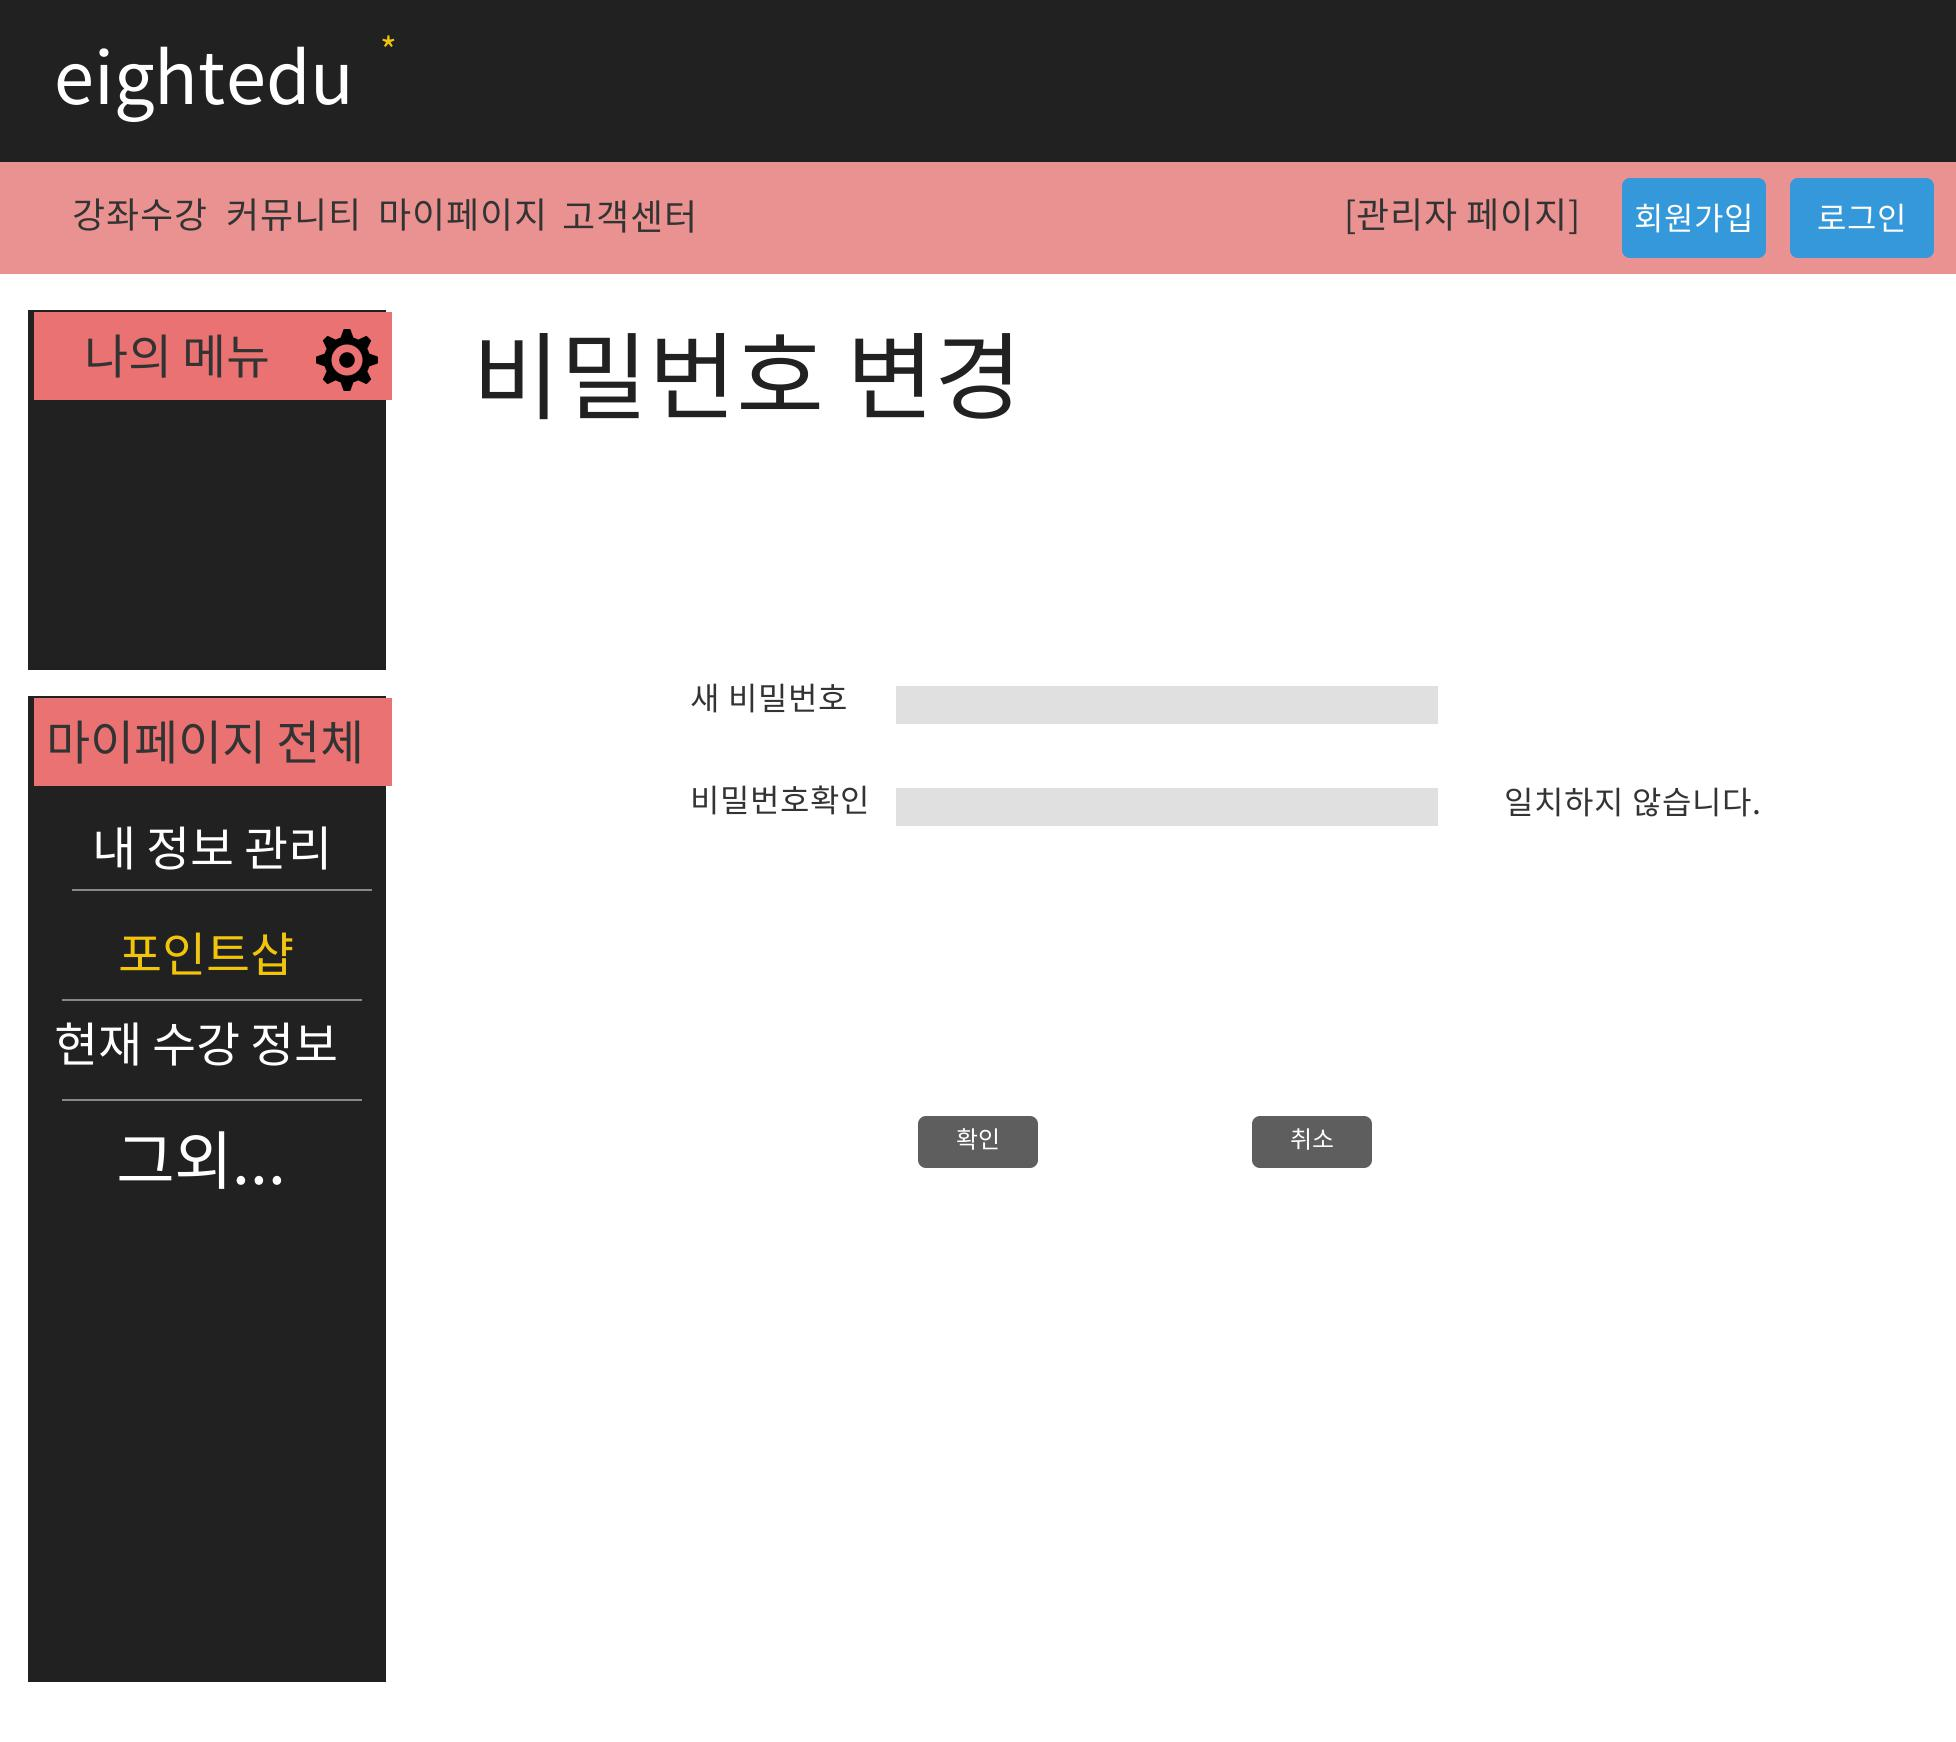 eightedu *
강좌수강 커뮤니티 마이페이지 고객센터 [관리자 페이지] 회원가입 로그인
나의 메뉴
비밀번호 변경
마이페이지 전체
내 정보 관리
포인트샵
현재 수강 정보
그외...
새 비밀번호
비밀번호확인 일치하지 않습니다.
확인 취소